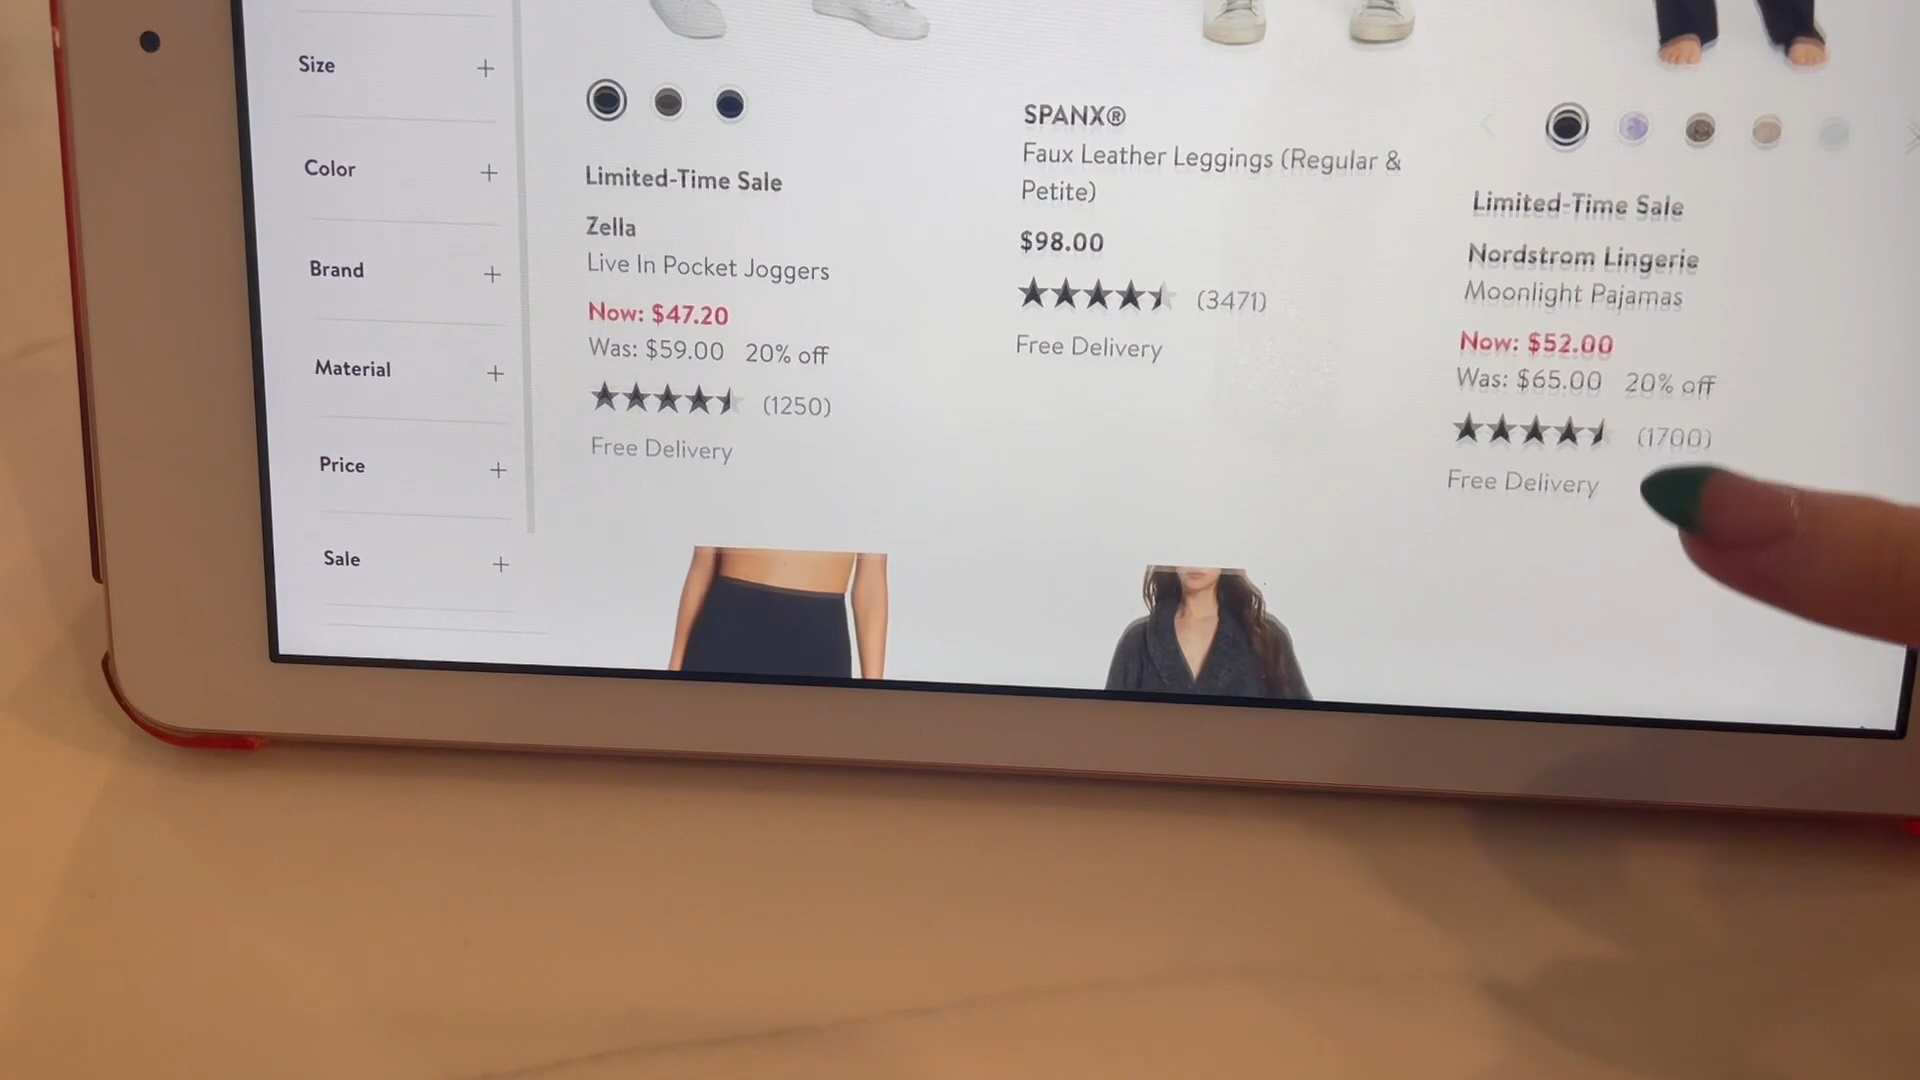 Size
Color
Brand
Material
Price
Sale
Limited-Time Sale
Zella
Live In Pocket Joggers
Now: $47.20
Was: $59.00 20% off
(1250)
Free Delivery
SPANX®
Faux Leather Leggings (Regular &
Petite)
$98.00
(3471)
Free Delivery
Limited-Time Sale
Nordstrom Lingerie
Moonlight Pajamas
Now: $52.00
Was: $65.00 20% off
(1700)
Free Delivery